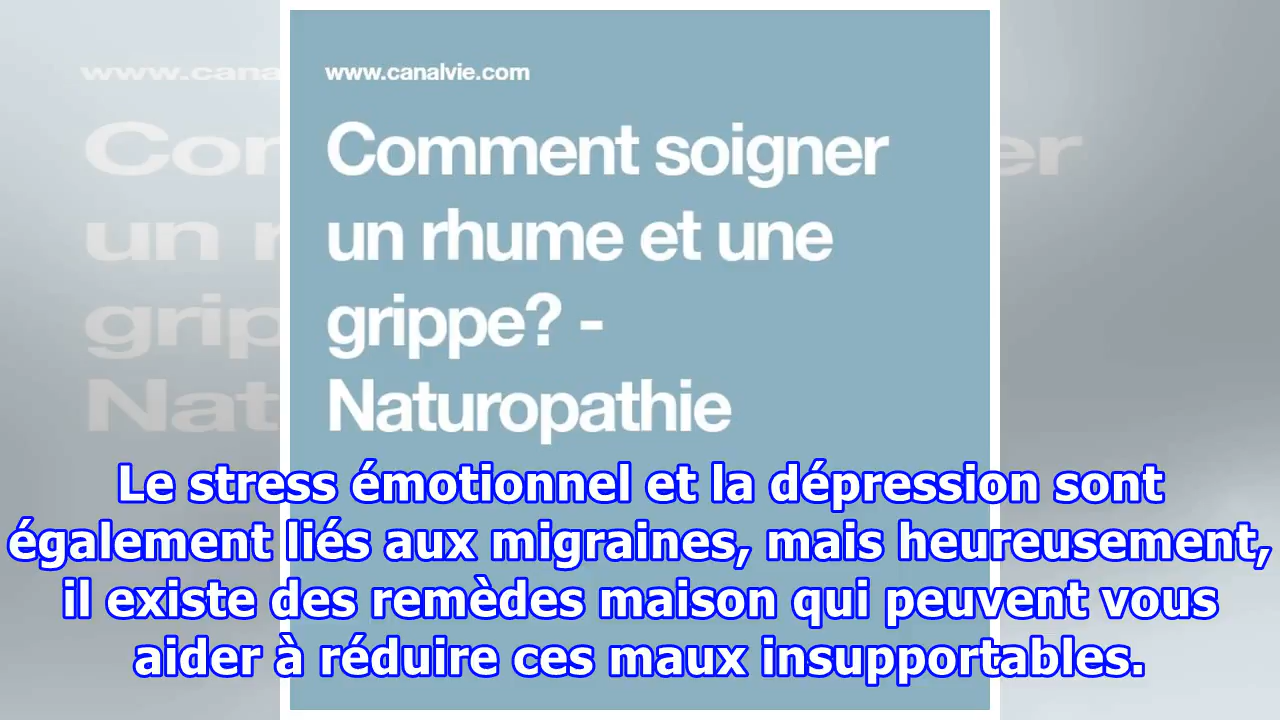 www.canalvie.com
Comment soigner
un rhume et une
grippe? -
Naturopathie
Le stress émotionnel et la dépression sont
également liés aux migraines, mais heureusement,
il existe des remèdes maison qui peuvent vous
aider à réduire ces maux insupportables.